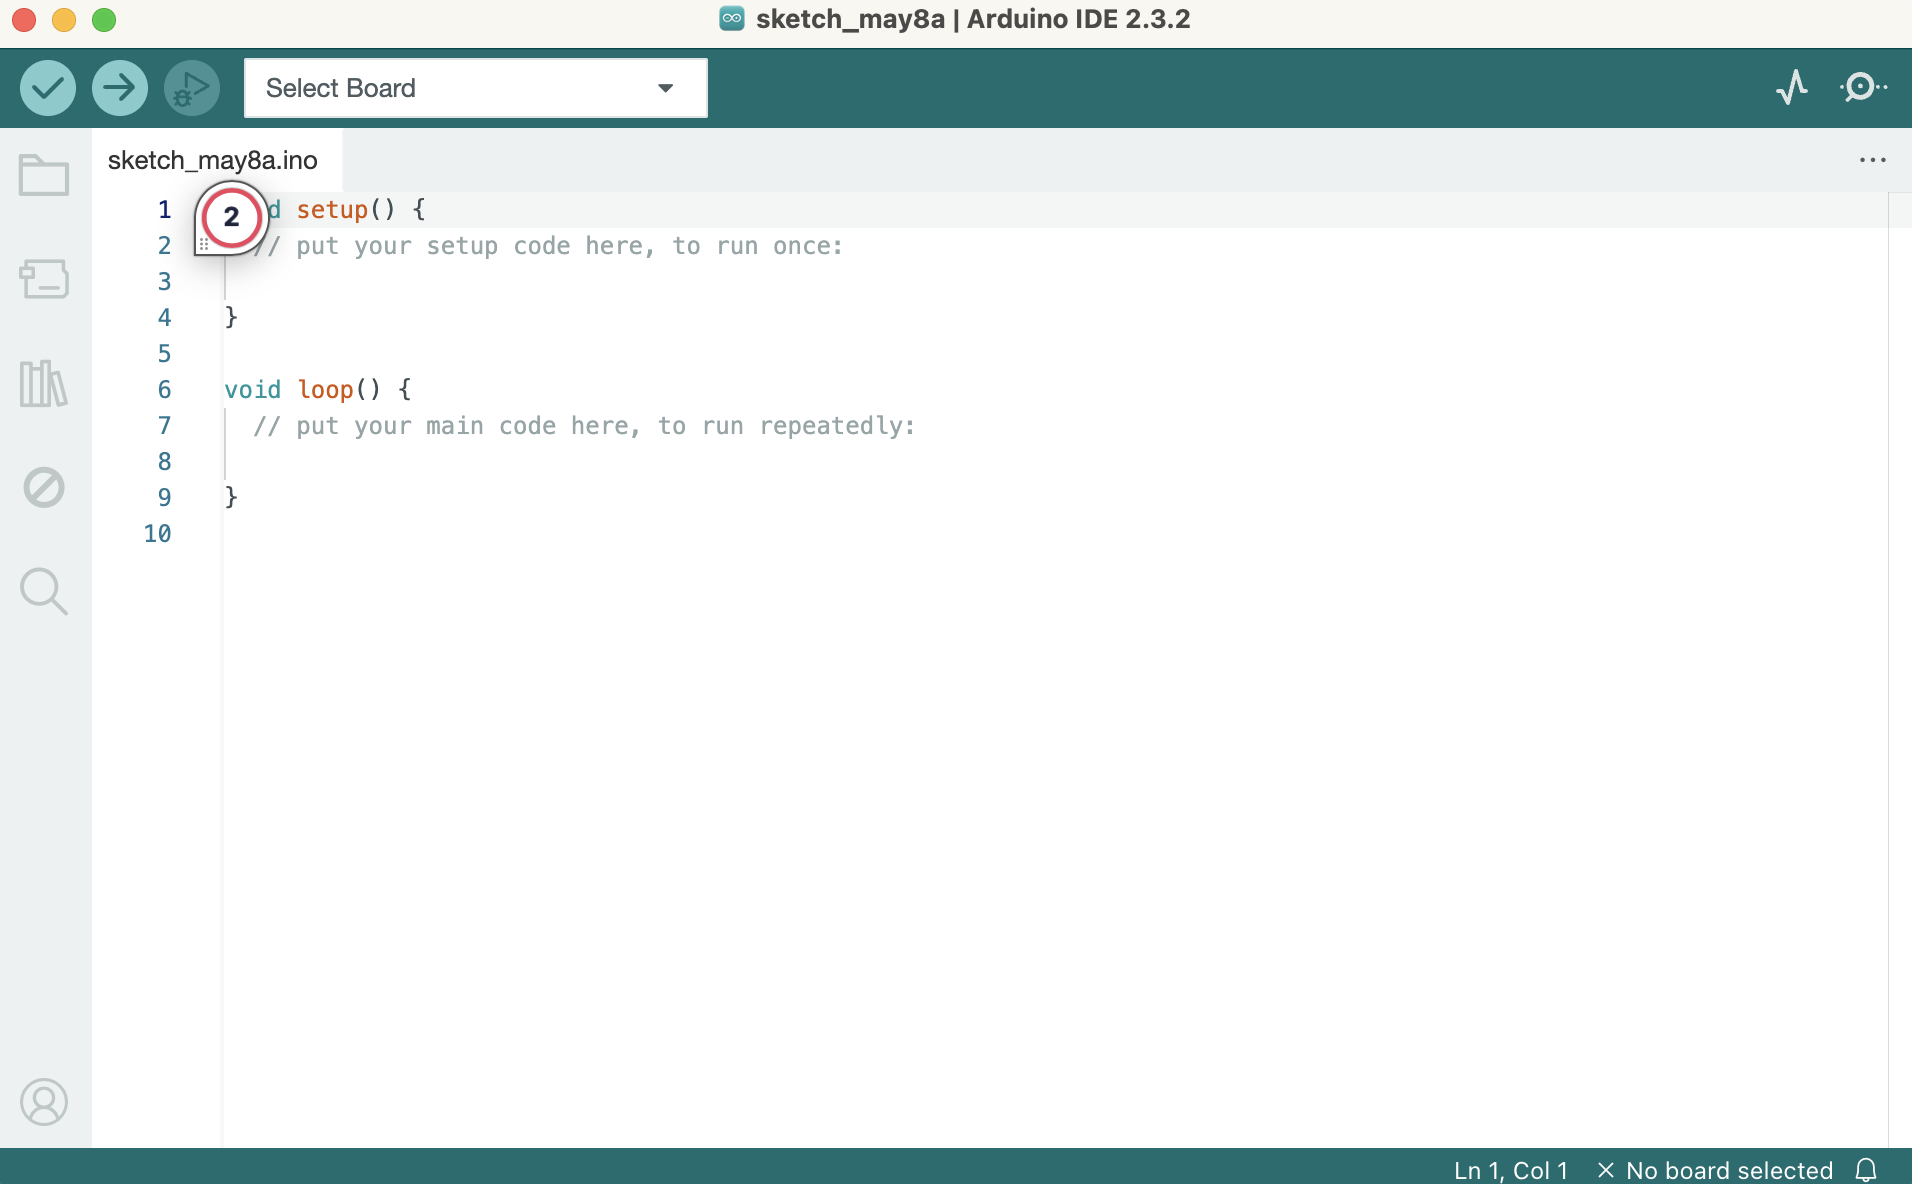 sketch_may8a | Arduino IDE 2.3.2
Select Board
sketch_may8a.ino
2
1 d setup() {
2 // put your setup code here, to run once:
3
4 }
5
6 void loop() {
7 // put your main code here, to run repeatedly:
8
9 }
10
Ln 1, Col 1 × No board selected